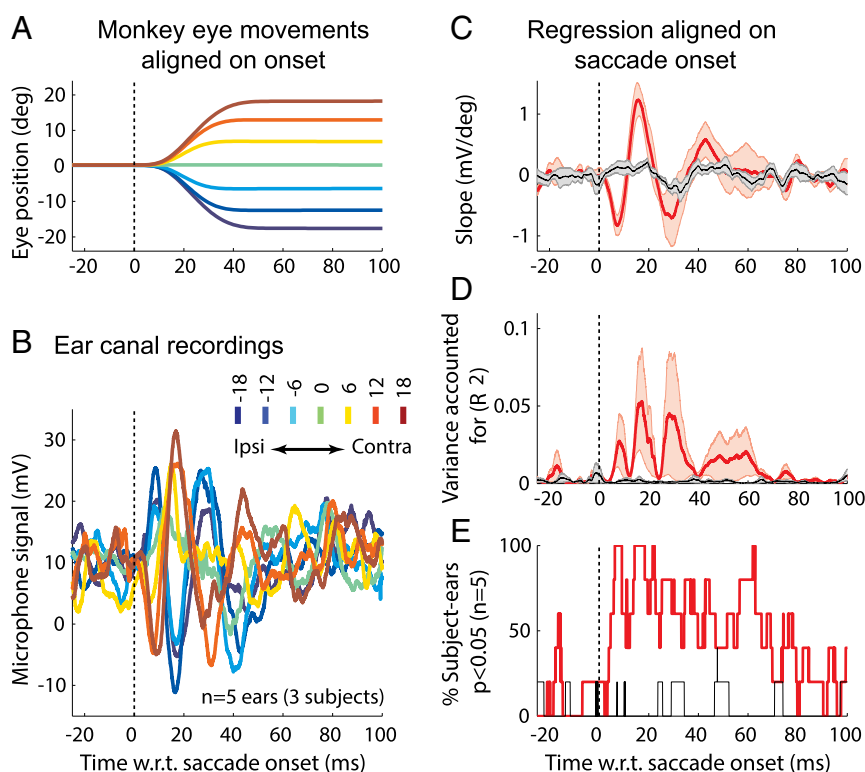 A
Monkey eye movements
aligned on onset
Eye position (deg)
20
10
0
-10
-20
-20 0 20 40 60 80 100
B
Ear canal recordings
-18 -12 -6 0 6 12 18
Ipsi Contra
Microphone signal (mV)
30
20
10
0
-10
n=5 ears (3 subjects)
-20 0 20 40 60 80 100
Time w.r.t. saccade onset (ms)
C
Regression aligned on
saccade onset
Slope (mV/deg)
1
0
-1
-20 0 20 40 60 80 100
D
Variance accounted
for (R 2)
0.1
0.05
0
-20 0 20 40 60 80 100
E
% Subject-ears
p<0.05 (n=5)
100
50
0
-20 0 20 40 60 80 100
Time w.r.t. saccade onset (ms)